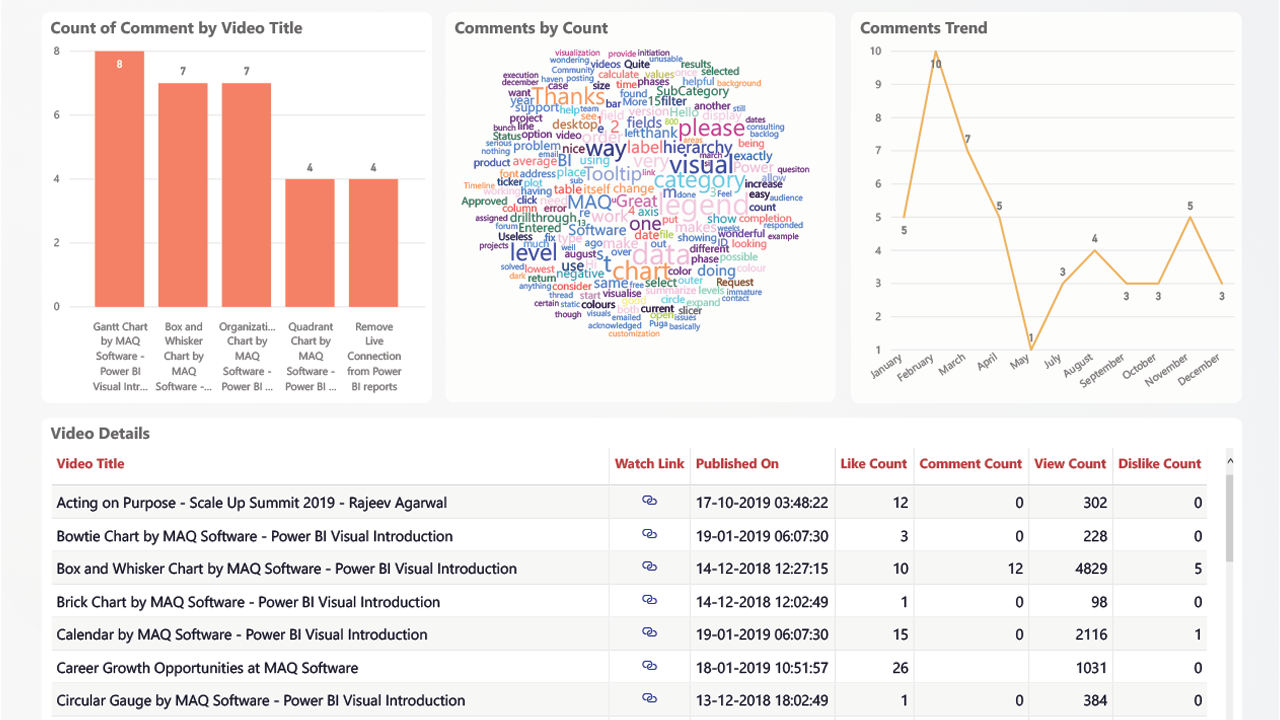 Count of Comment by Video Title
8
6
4
2
0
8
7
7
4
4
Gantt Chart
by MAQ
Software -
Power BI
Visual Intr...
Box and
Whisker
Chart by
MAQ
Software -...
Organizati...
Chart by
MAQ
Software -
Power BI ...
Quadrant
Chart by
MAQ
Software -
Power BI ...
Remove
Live
Connection
from Power
BI reports
Comments by Count
visualization provide initiation
wondering videos Quite unusable
Community calculate values once results selected
execution haven posting time phases helpful background
december case size found SubCategory
want Thanks bar More 15 filter another still
year support help team see field version Hello display dates
project desktop 2 fields 800 please consulting
bunch line order left thank areas backlog
Status option video way label hierarchy being
serious problem nice very march exactly
nothing email BI using visual Power quesiton
product average place Tooltip link category allow
font address sub 3 Feel increase
Timeline ticker plot table itself change m done easy audience
working having MAQ Great legend count
Approved click need re work 4 axis put show completion
column error 13 one makes weeks responded
assigned drillthrough Software date file wonderful example
forum Entered showing ID looking
Useless fix type ago make out different
projects much well over data phase possible
level august s t chart color doing colour
solved lowest use Hi same free select outer Request
dark return negative summarize levels immature
anything consider start visualise circle expand contact
thread static colours good current slicer
certain visuals both open issues
though emailed Puga basically
acknowledged
customization
Comments Trend
10
9
8
7
6
5
4
3
2
1
5
10
7
5
1
3
4
3
3
5
3
January
February
March
April
May
July
August
September
October
November
December
Video Details
Video Title Watch Link Published On Like Count Comment Count View Count Dislike Count
Acting on Purpose - Scale Up Summit 2019 - Rajeev Agarwal 17-10-2019 03:48:22 12 0 302 0
Bowtie Chart by MAQ Software - Power BI Visual Introduction 19-01-2019 06:07:30 3 0 228 0
Box and Whisker Chart by MAQ Software - Power BI Visual Introduction 14-12-2018 12:27:15 10 12 4829 5
Brick Chart by MAQ Software - Power BI Visual Introduction 14-12-2018 12:02:49 1 0 98 0
Calendar by MAQ Software - Power BI Visual Introduction 19-01-2019 06:07:30 15 0 2116 1
Career Growth Opportunities at MAQ Software 18-01-2019 10:51:57 26 1031 0
Circular Gauge by MAQ Software - Power BI Visual Introduction 13-12-2018 18:02:49 1 0 384 0